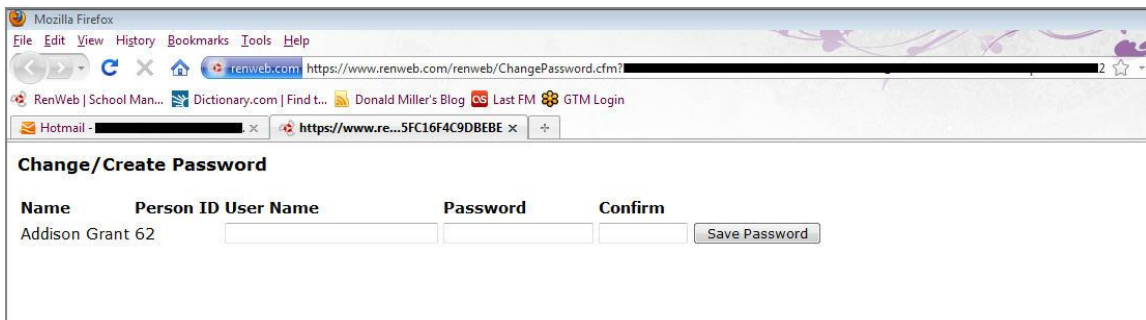 Mozilla Firefox
File Edit View History Bookmarks Tools Help
renweb.com https://www.renweb.com/renweb/ChangePassword.cfm? 2
RenWeb | School Man... Dictionary.com | Find t... Donald Miller's Blog Last FM GTM Login
Hotmail - https://www.re...5FC16F4C9DBEBE
Change/Create Password
Name Person ID User Name Password Confirm
Addison Grant 62 Save Password